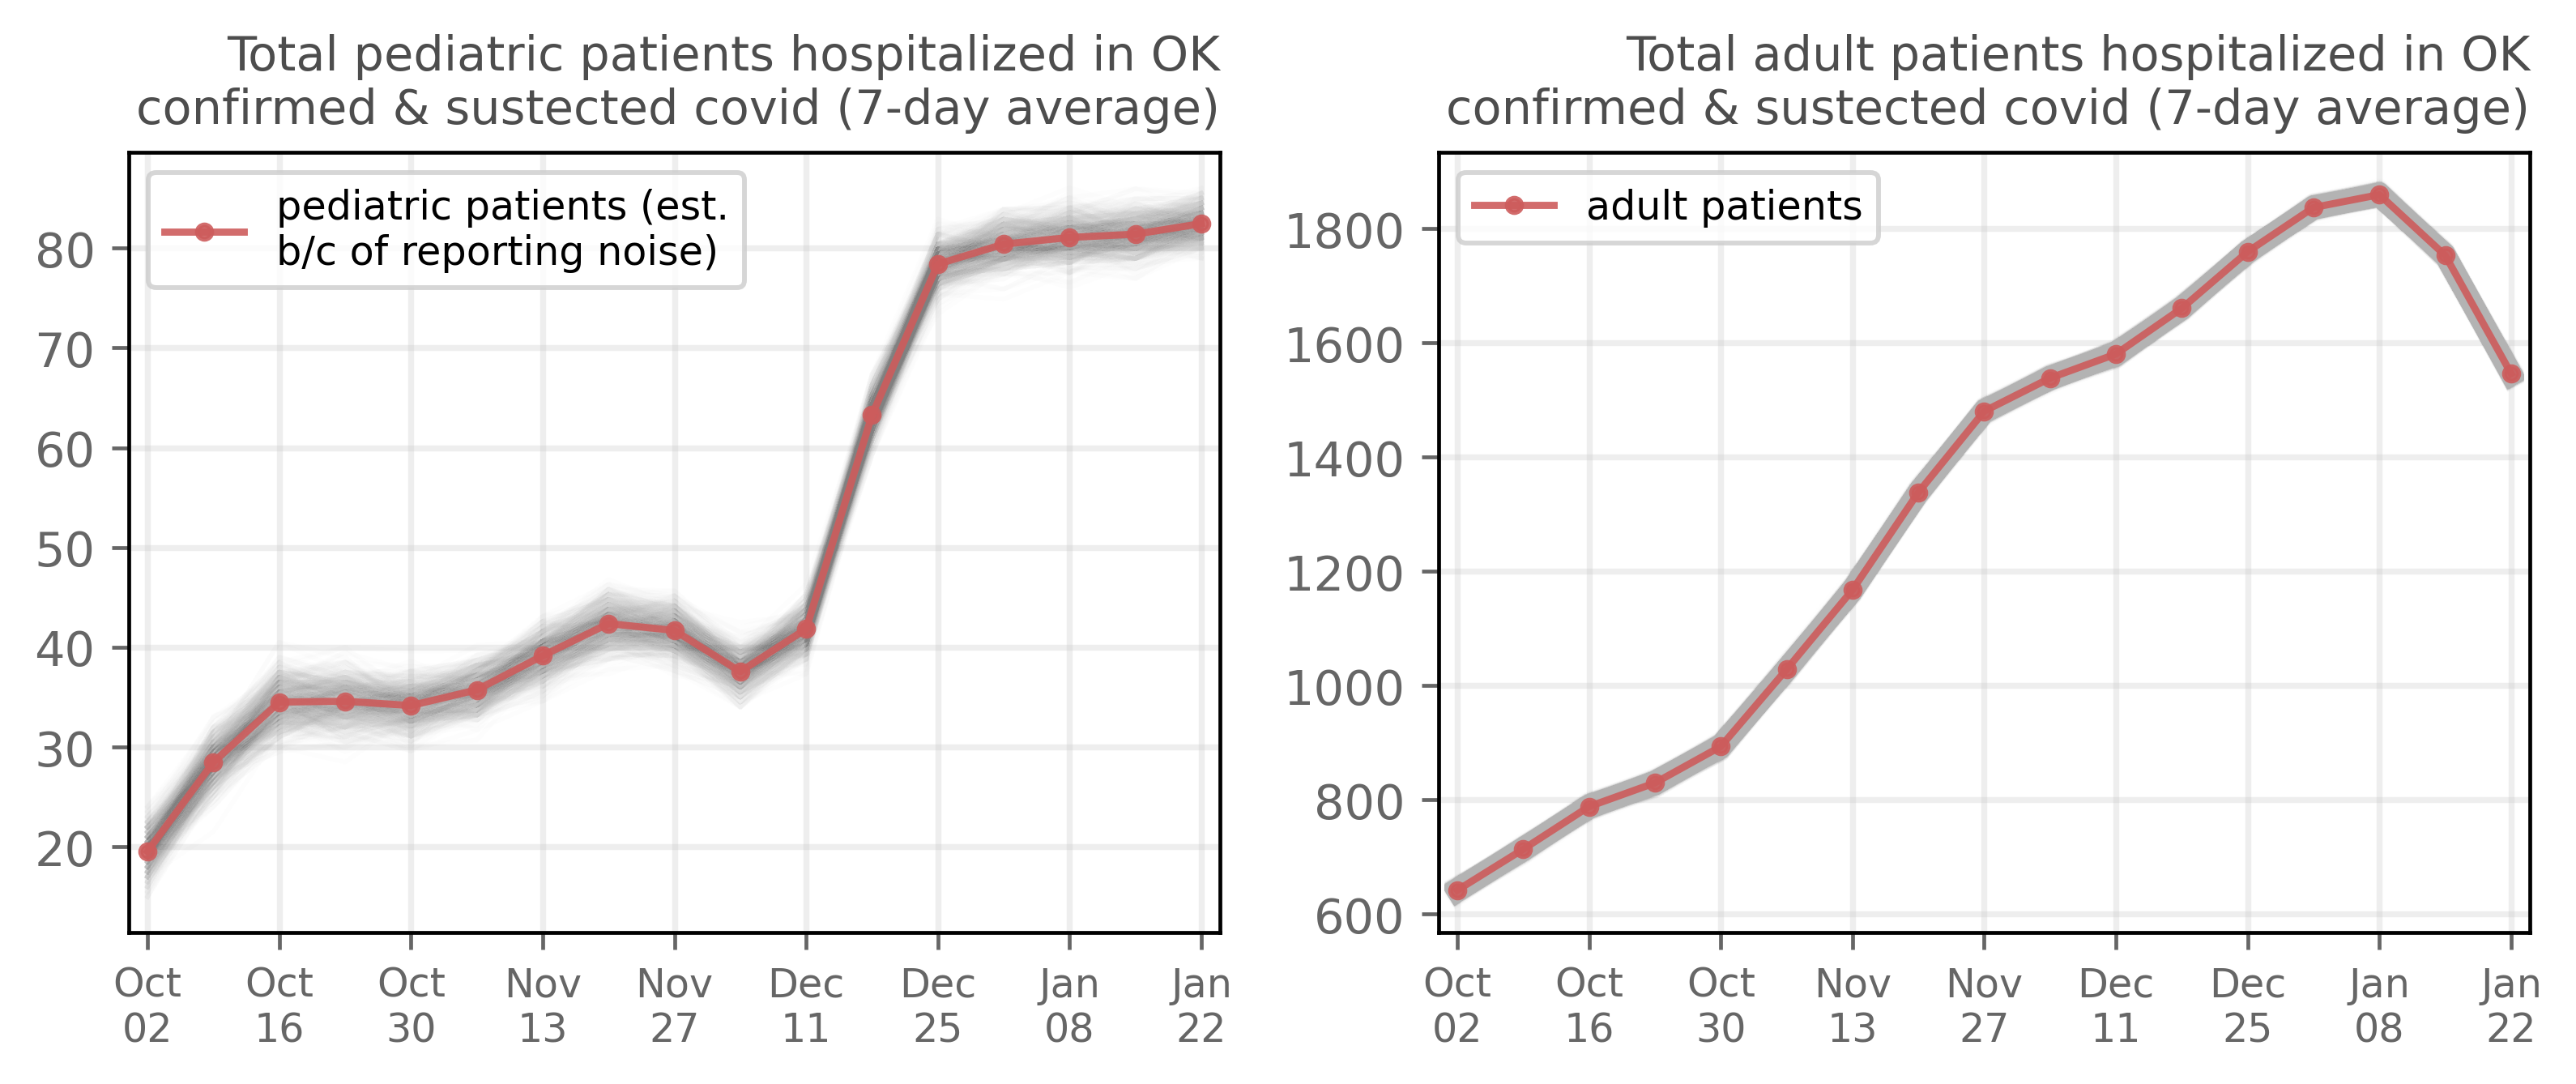 Total pediatric patients hospitalized in OK
confirmed & sustected covid (7-day average)
pediatric patients (est.
b/c of reporting noise)
80
70
60
50
40
30
20
Oct Oct Oct Nov Nov Dec Dec Jan Jan
02 16 30 13 27 11 25 08 22
Total adult patients hospitalized in OK
confirmed & sustected covid (7-day average)
adult patients
1800
1600
1400
1200
1000
800
600
Oct Oct Oct Nov Nov Dec Dec Jan Jan
02 16 30 13 27 11 25 08 22